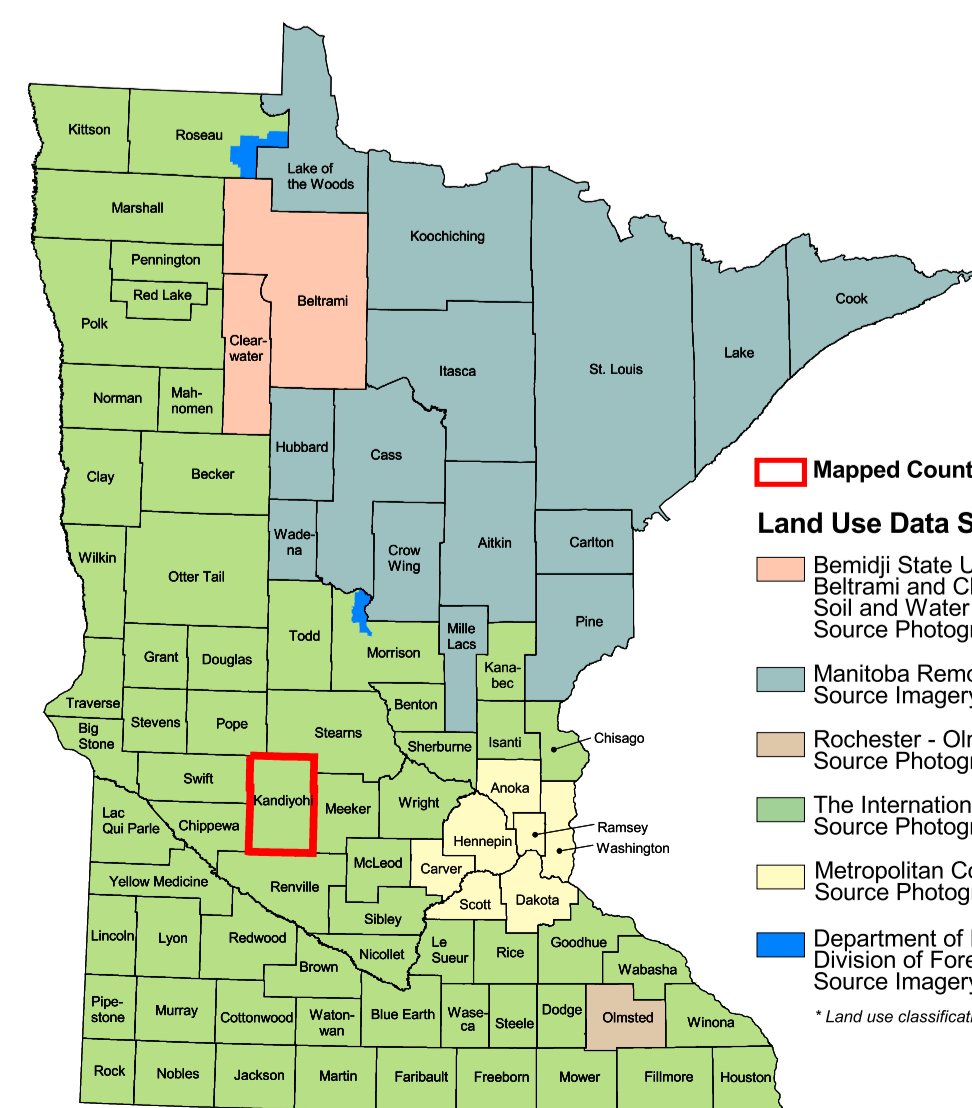 Kittson
Roseau
Lake of
the Woods
Marshall
Koochiching
Pennington
Red Lake
Beltrami
Cook
Polk
Clear-
water
Lake
St. Louis
Itasca
Norman
Mah-
nomen
Hubbard
Cass
Clay
Becker
Mapped Count
Land Use Data S
Wade-
na
Crow
Wing
Aitkin
Carlton
Wilkin
Otter Tail
Bemidji State U
Beltrami and Cl
Soil and Water
Source Photogr
Todd
Mille
Lacs
Pine
Morrison
Grant
Douglas
Kana-
bec
Manitoba Remo
Source Imagery
Traverse
Benton
Big
Stone
Stevens
Pope
Stearns
Sherburne
Isanti
Chisago
Rochester - Olm
Source Photogr
Swift
Kandiyohi
Meeker
Wright
Anoka
Lac
Qui Parle
Chippewa
Hennepin
Ramsey
Washington
The Internation
Source Photogr
McLeod
Carver
Yellow Medicine
Renville
Scott
Dakota
Metropolitan Co
Source Photogr
Sibley
Lincoln
Lyon
Redwood
Nicollet
Le
Sueur
Rice
Goodhue
Brown
Wabasha
Department of
Division of Fore
Source Imagery
Pipe-
stone
Murray
Cottonwood
Waton-
wan
Blue Earth
Wase-
ca
Steele
Dodge
Olmsted
Winona
* Land use classificati
Rock
Nobles
Jackson
Martin
Faribault
Freeborn
Mower
Fillmore
Houston